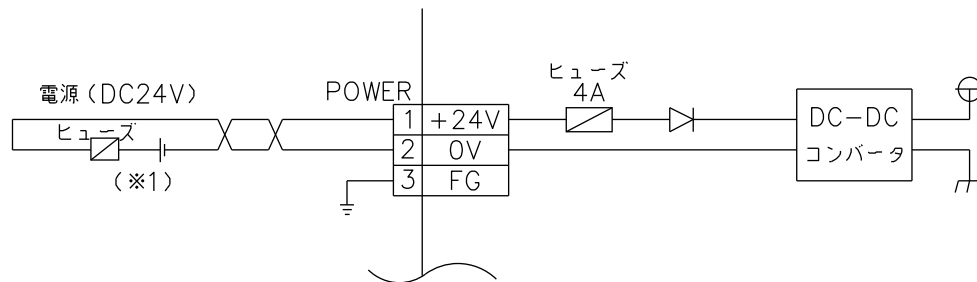 電源(DC24V)
ヒューズ
(※1)
POWER
1 +24V
2 0V
3 FG
ヒューズ
4A
DC-DC
コンバータ